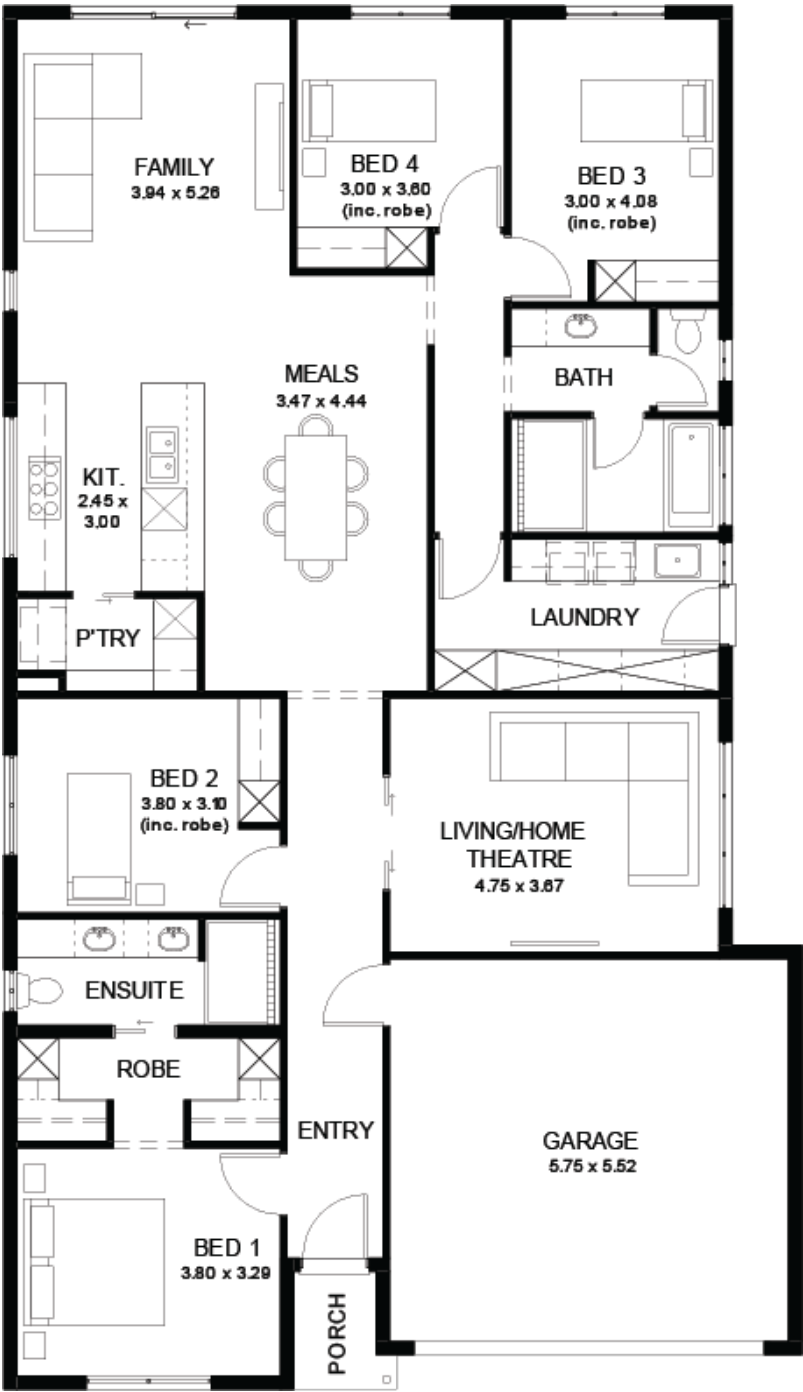 FAMILY
3.94 x 5.26
BED 4
3.00 x 3.60
(inc. robe)
BED 3
3.00 x 4.08
(inc. robe)
MEALS
3.47 x 4.44
BATH
KIT.
2.45 x
3.00
P'TRY
LAUNDRY
BED 2
3.80 x 3.10
(inc. robe)
LIVING/HOME
THEATRE
4.75 x 3.67
ENSUITE
ROBE
ENTRY
GARAGE
5.75 x 5.52
BED 1
3.80 x 3.29
PORCH